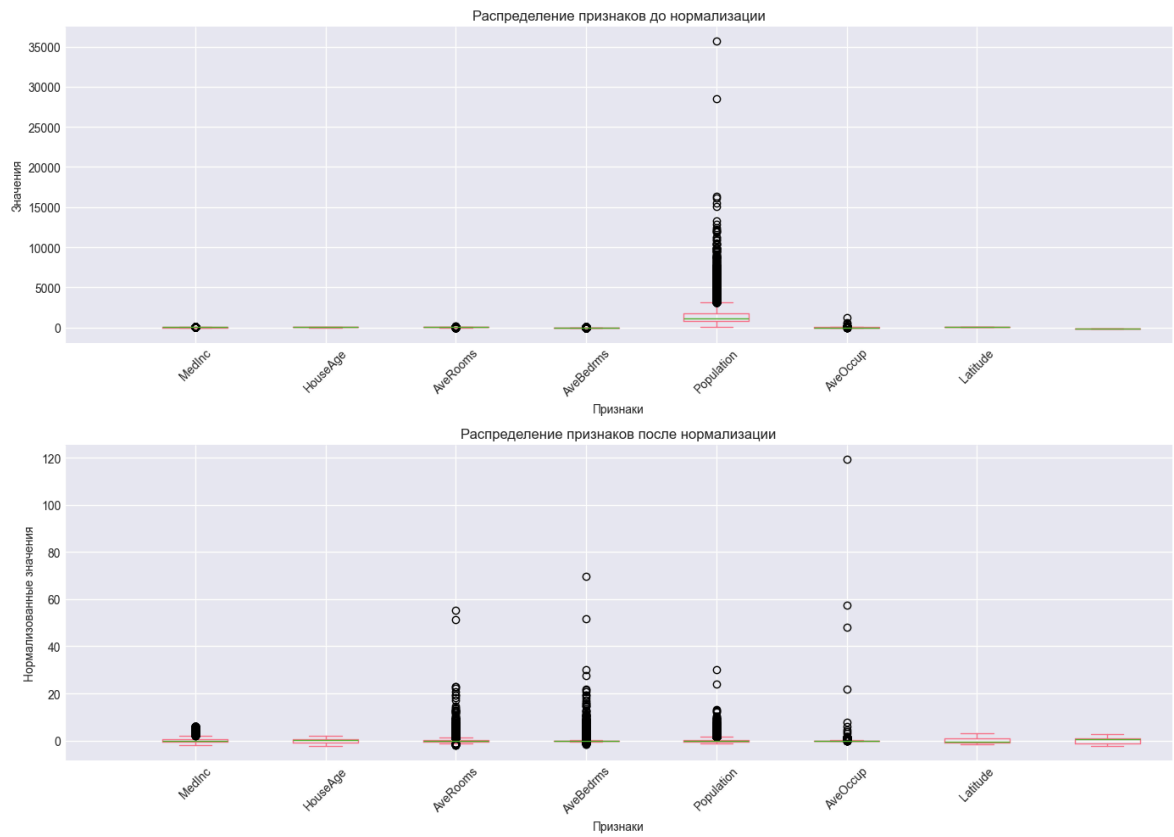 Распределение признаков до нормализации
35000
30000
25000
20000
15000
10000
5000
0
Значения
MedInc
HouseAge
AveRooms
AveBedrms
Population
AveOccup
Latitude
Признаки
Распределение признаков после нормализации
120
100
80
60
40
20
0
Нормализованные значения
MedInc
HouseAge
AveRooms
AveBedrms
Population
AveOccup
Latitude
Признаки